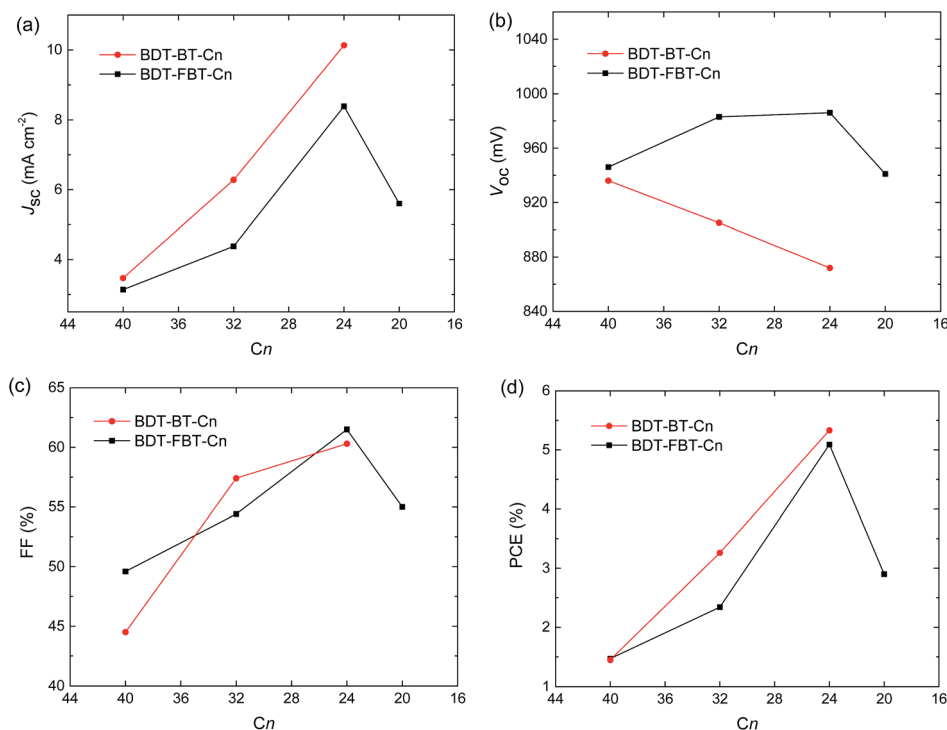 (a)
BDT-BT-Cn
BDT-FBT-Cn
10
8
6
4
Jsc (mA cm-2)
44 40 36 32 28 24 20 16
Cn
(b)
BDT-BT-Cn
BDT-FBT-Cn
1040
1000
960
920
880
840
Voc (mV)
44 40 36 32 28 24 20 16
Cn
(c)
BDT-BT-Cn
BDT-FBT-Cn
65
60
55
50
45
40
FF (%)
44 40 36 32 28 24 20 16
Cn
(d)
BDT-BT-Cn
BDT-FBT-Cn
6
5
4
3
2
1
PCE (%)
44 40 36 32 28 24 20 16
Cn